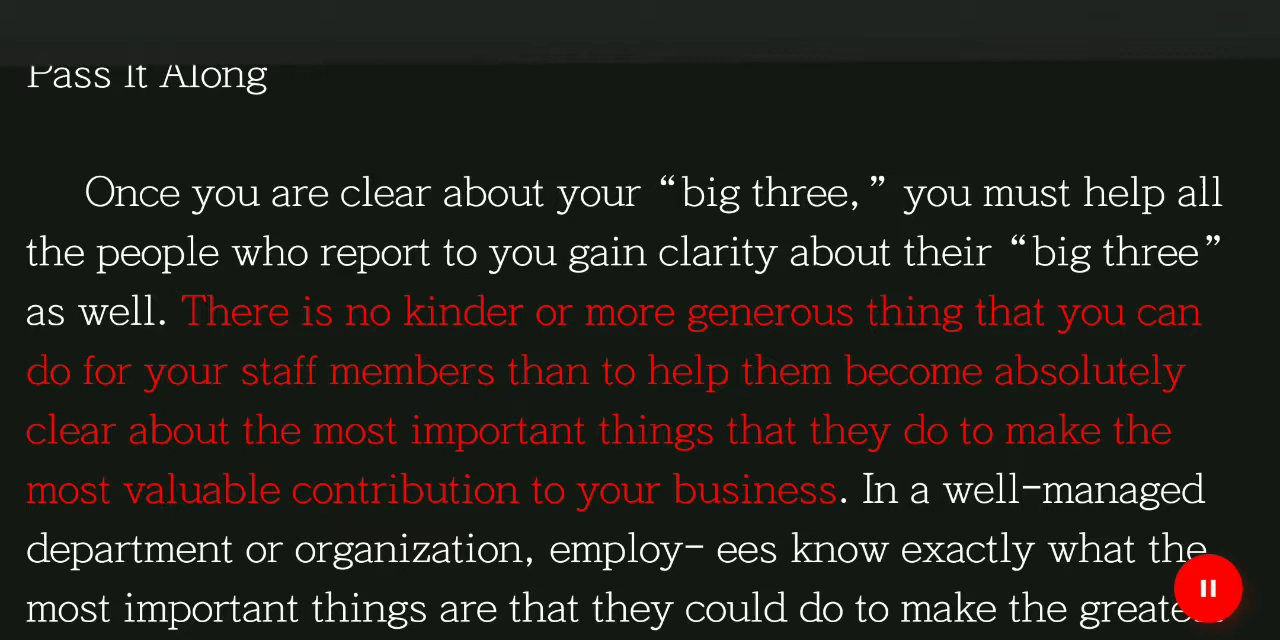 Pass It Along
Once you are clear about your “big three,” you must help all
the people who report to you gain clarity about their “big three”
as well. There is no kinder or more generous thing that you can
do for your staff members than to help them become absolutely
clear about the most important things that they do to make the
most valuable contribution to your business. In a well-managed
department or organization, employ- ees know exactly what the
most important things are that they could do to make the